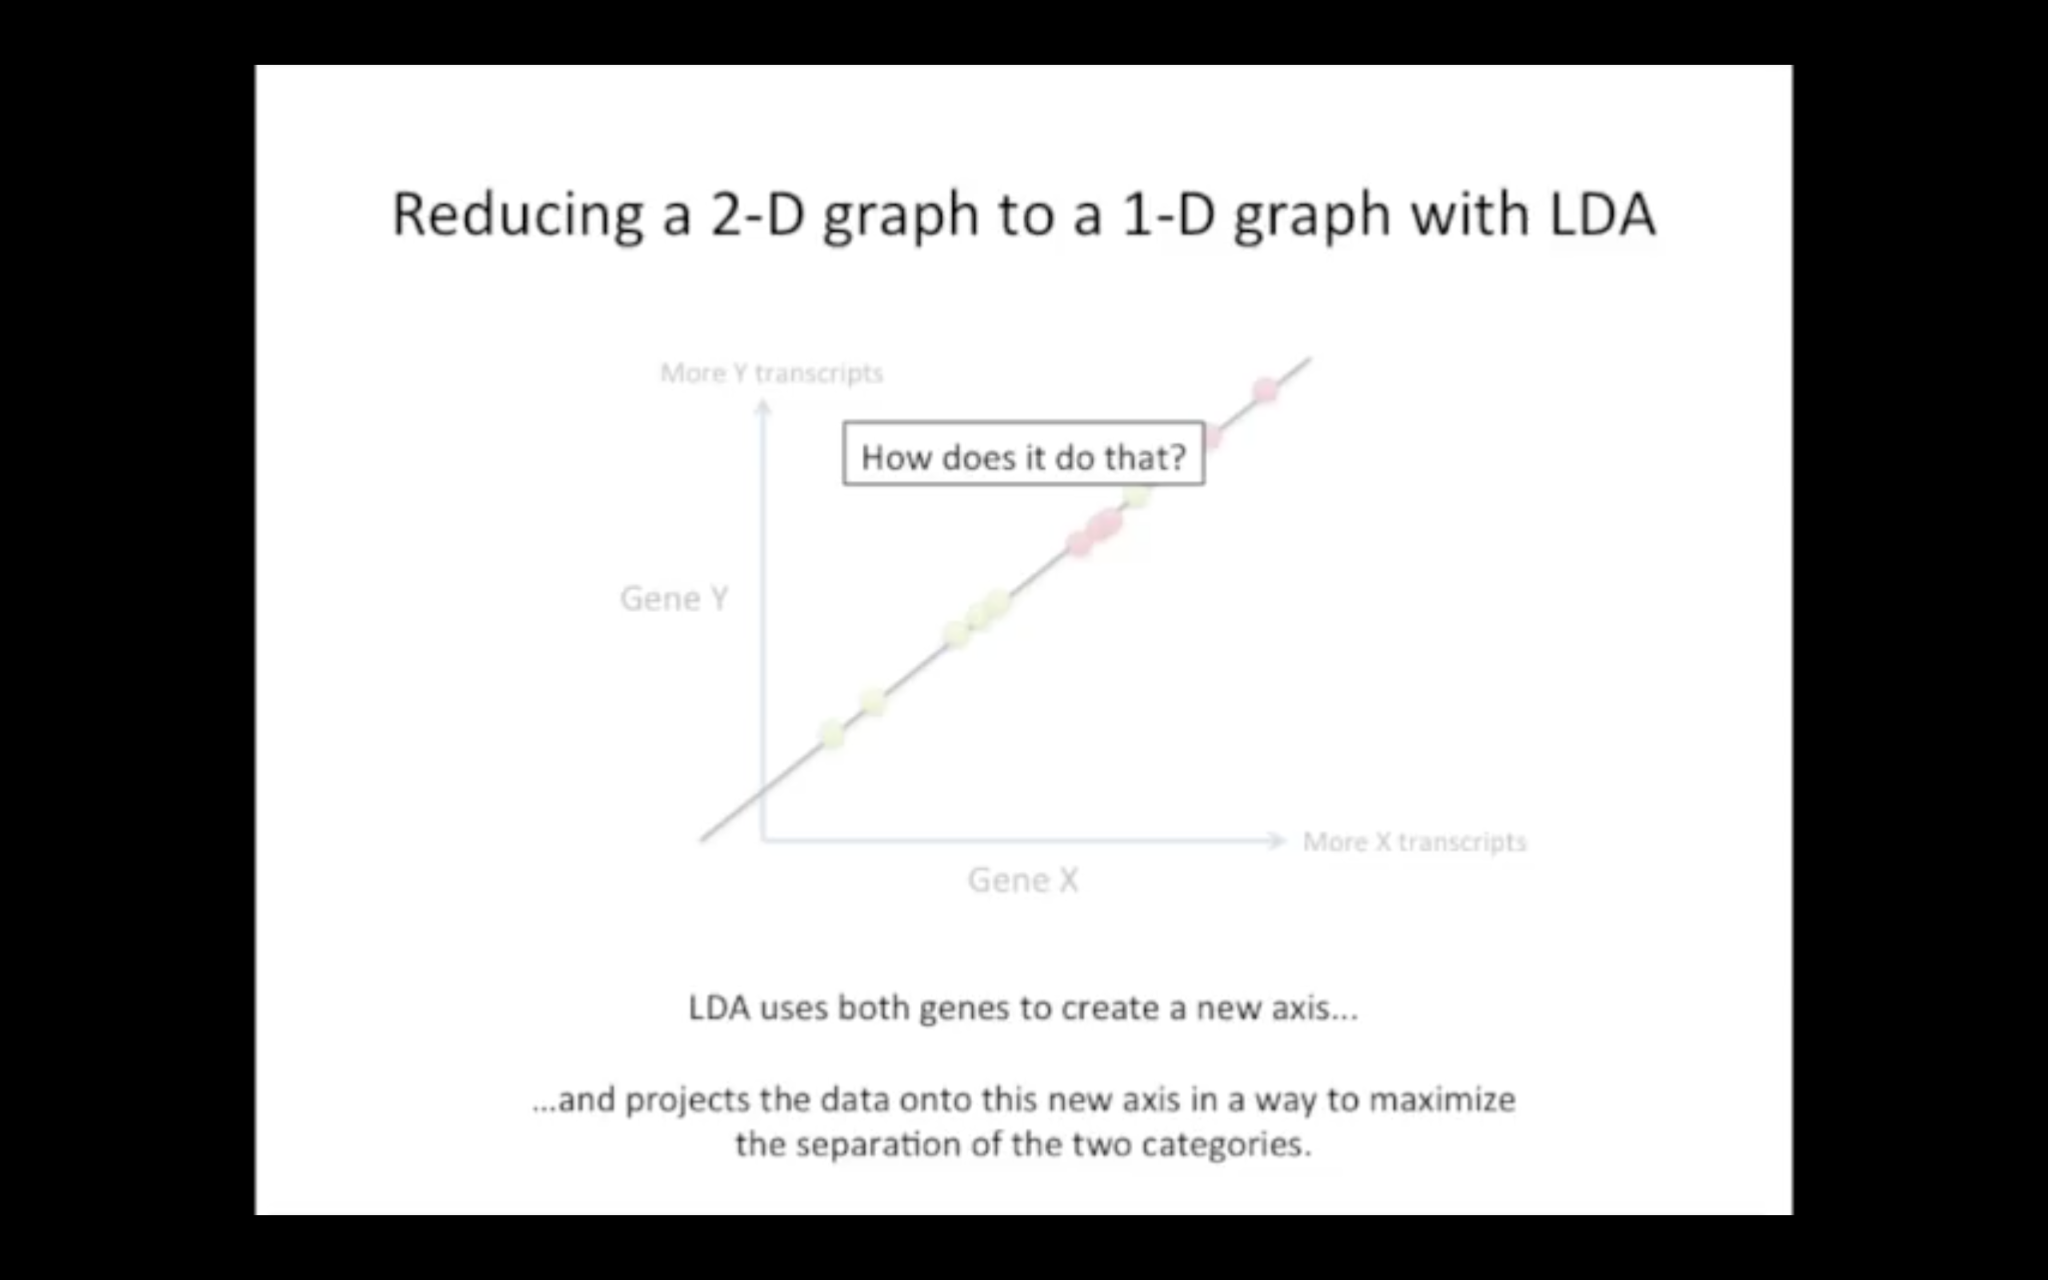 Reducing a 2-D graph to a 1-D graph with LDA
More Y transcripts
How does it do that?
Gene Y
More X transcripts
Gene X
LDA uses both genes to create a new axis...
...and projects the data onto this new axis in a way to maximize
the separation of the two categories.